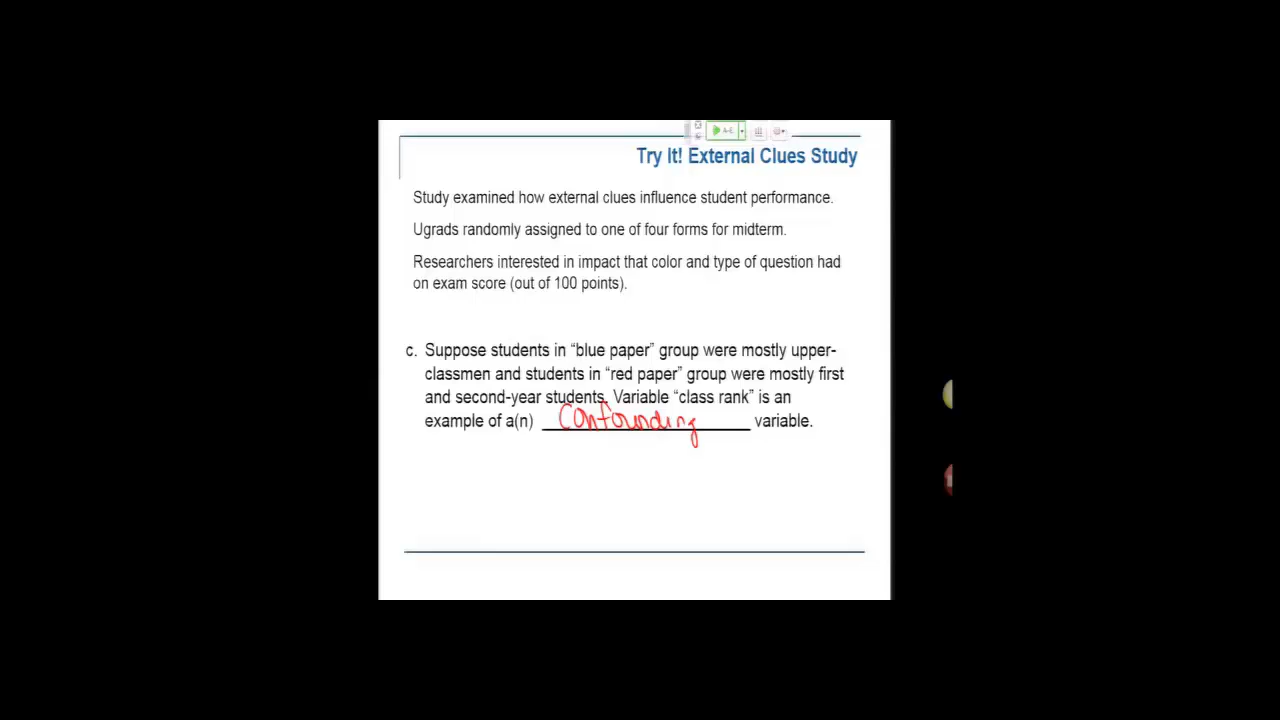 A-E
Try It! External Clues Study
Study examined how external clues influence student performance.
Ugrads randomly assigned to one of four forms for midterm.
Researchers interested in impact that color and type of question had
on exam score (out of 100 points).
c. Suppose students in “blue paper” group were mostly upper-
classmen and students in “red paper” group were mostly first
and second-year students. Variable “class rank” is an
example of a(n) confounding variable.